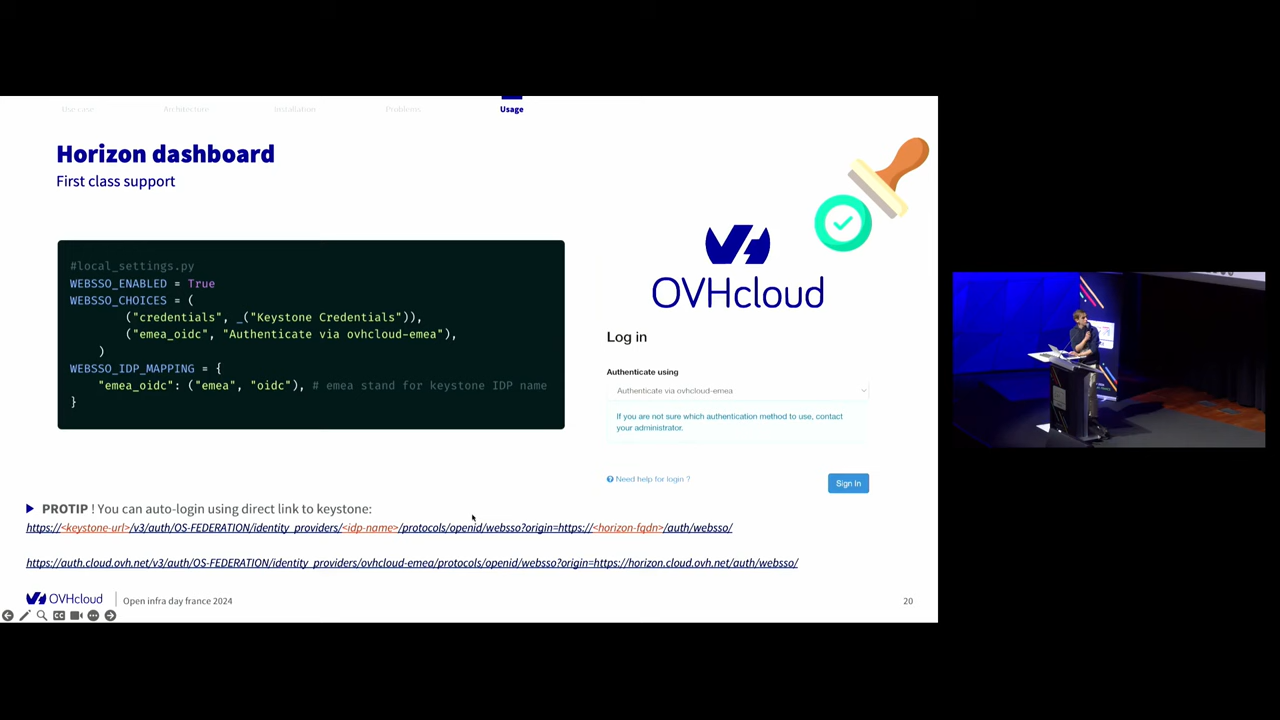 Use case Architecture Installation Problems Usage
Horizon dashboard
First class support
#local_settings.py
WEBSSO_ENABLED = True
WEBSSO_CHOICES = (
("credentials", _("Keystone Credentials")),
("emea_oidc", "Authenticate via ovhcloud-emea"),
)
WEBSSO_IDP_MAPPING = {
"emea_oidc": ("emea", "oidc"), # emea stand for keystone IDP name
}
OVHcloud
Log in
Authenticate using
Authenticate via ovhcloud-emea
If you are not sure which authentication method to use, contact
your administrator.
Need help for login ?
Sign In
PROTIP ! You can auto-login using direct link to keystone:
https://<keystone-url>/v3/auth/OS-FEDERATION/identity_providers/<idp-name>/protocols/openid/websso?origin=https://<horizon-fqdn>/auth/websso/
https://auth.cloud.ovh.net/v3/auth/OS-FEDERATION/identity_providers/ovhcloud-emea/protocols/openid/websso?origin=https://horizon.cloud.ovh.net/auth/websso/
OVHcloud Open infra day france 2024
20
CC